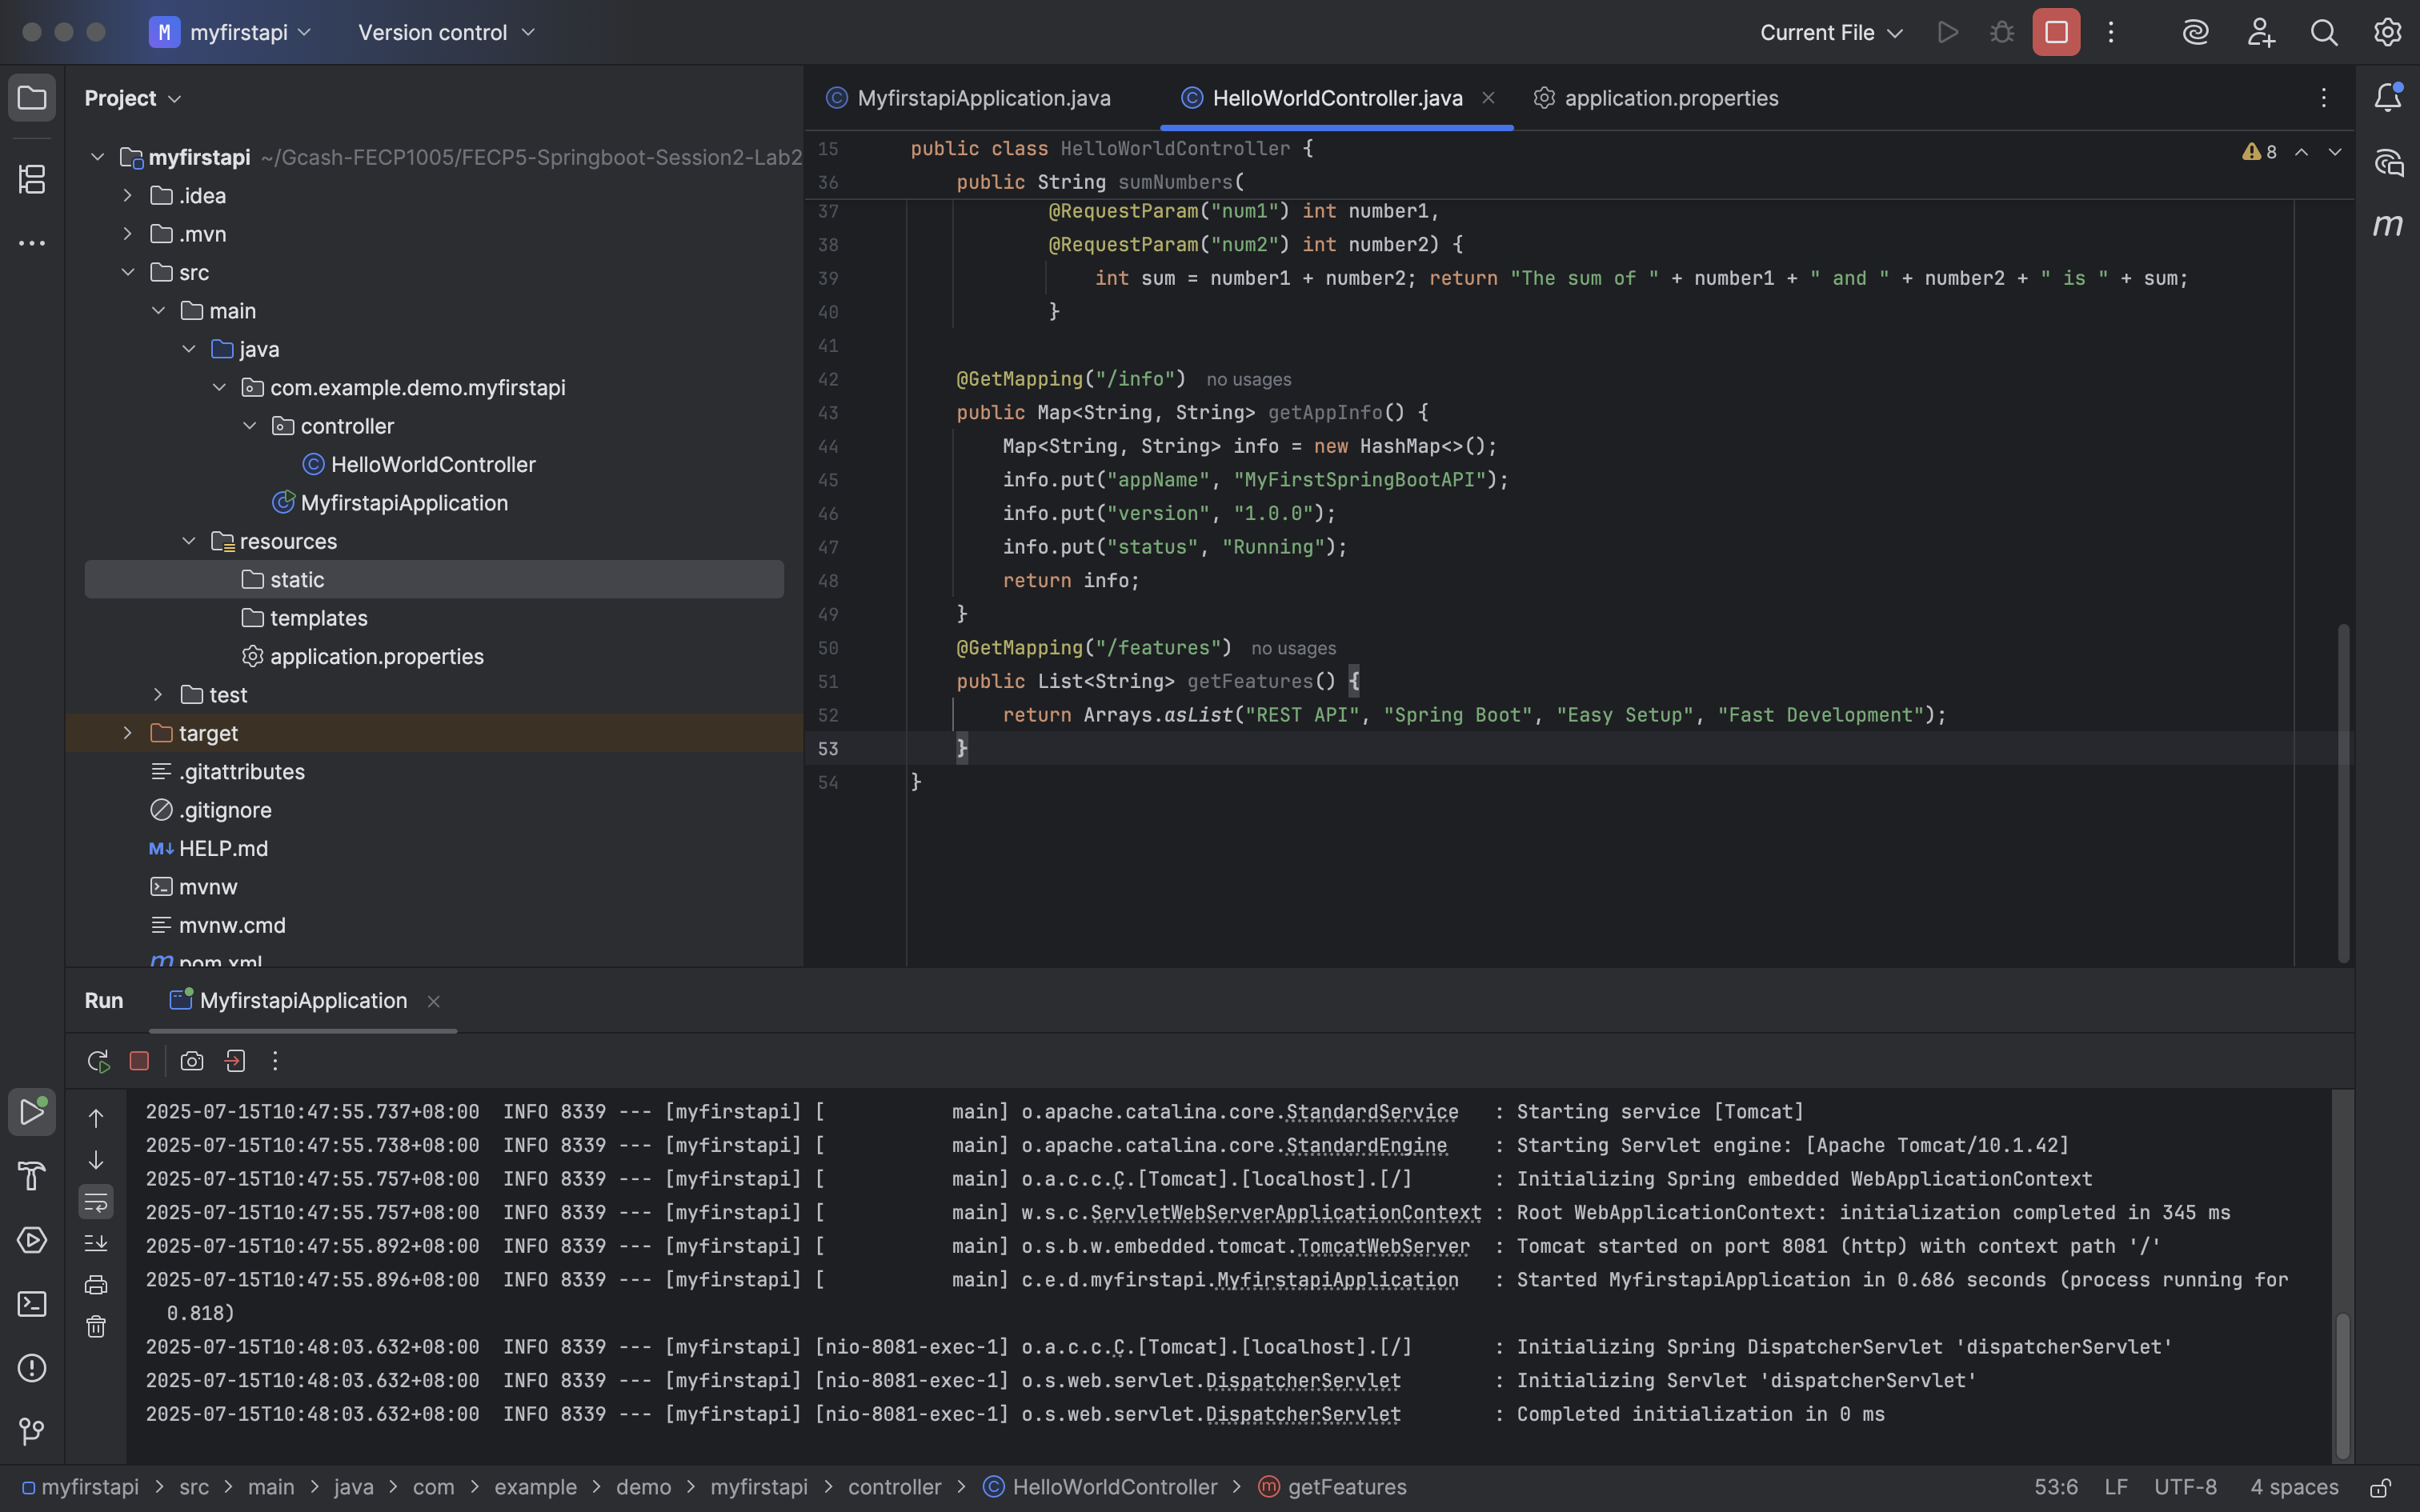 M myfirstapi Version control Current File
Project
MyfirstapiApplication.java HelloWorldController.java application.properties
myfirstapi ~/Gcash-FECP1005/FECP5-Springboot-Session2-Lab2
.idea
.mvn
src
main
java
com.example.demo.myfirstapi
controller
HelloWorldController
MyfirstapiApplication
resources
static
templates
application.properties
test
target
.gitattributes
.gitignore
M↓ HELP.md
mvnw
mvnw.cmd
m pom.xml
8
15 public class HelloWorldController {
36 public String sumNumbers(
37 @RequestParam("num1") int number1,
38 @RequestParam("num2") int number2) {
39 int sum = number1 + number2; return "The sum of " + number1 + " and " + number2 + " is " + sum;
40 }
41
42 @GetMapping("/info") no usages
43 public Map<String, String> getAppInfo() {
44 Map<String, String> info = new HashMap<>();
45 info.put("appName", "MyFirstSpringBootAPI");
46 info.put("version", "1.0.0");
47 info.put("status", "Running");
48 return info;
49 }
50 @GetMapping("/features") no usages
51 public List<String> getFeatures() {
52 return Arrays.asList("REST API", "Spring Boot", "Easy Setup", "Fast Development");
53 }
54 }
m
Run MyfirstapiApplication
2025-07-15T10:47:55.737+08:00 INFO 8339 --- [myfirstapi] [ main] o.apache.catalina.core.StandardService : Starting service [Tomcat]
2025-07-15T10:47:55.738+08:00 INFO 8339 --- [myfirstapi] [ main] o.apache.catalina.core.StandardEngine : Starting Servlet engine: [Apache Tomcat/10.1.42]
2025-07-15T10:47:55.757+08:00 INFO 8339 --- [myfirstapi] [ main] o.a.c.c.C.[Tomcat].[localhost].[/] : Initializing Spring embedded WebApplicationContext
2025-07-15T10:47:55.757+08:00 INFO 8339 --- [myfirstapi] [ main] w.s.c.ServletWebServerApplicationContext : Root WebApplicationContext: initialization completed in 345 ms
2025-07-15T10:47:55.892+08:00 INFO 8339 --- [myfirstapi] [ main] o.s.b.w.embedded.tomcat.TomcatWebServer : Tomcat started on port 8081 (http) with context path '/'
2025-07-15T10:47:55.896+08:00 INFO 8339 --- [myfirstapi] [ main] c.e.d.myfirstapi.MyfirstapiApplication : Started MyfirstapiApplication in 0.686 seconds (process running for
0.818)
2025-07-15T10:48:03.632+08:00 INFO 8339 --- [myfirstapi] [nio-8081-exec-1] o.a.c.c.C.[Tomcat].[localhost].[/] : Initializing Spring DispatcherServlet 'dispatcherServlet'
2025-07-15T10:48:03.632+08:00 INFO 8339 --- [myfirstapi] [nio-8081-exec-1] o.s.web.servlet.DispatcherServlet : Initializing Servlet 'dispatcherServlet'
2025-07-15T10:48:03.632+08:00 INFO 8339 --- [myfirstapi] [nio-8081-exec-1] o.s.web.servlet.DispatcherServlet : Completed initialization in 0 ms
myfirstapi > src > main > java > com > example > demo > myfirstapi > controller > HelloWorldController > getFeatures 53:6 LF UTF-8 4 spaces